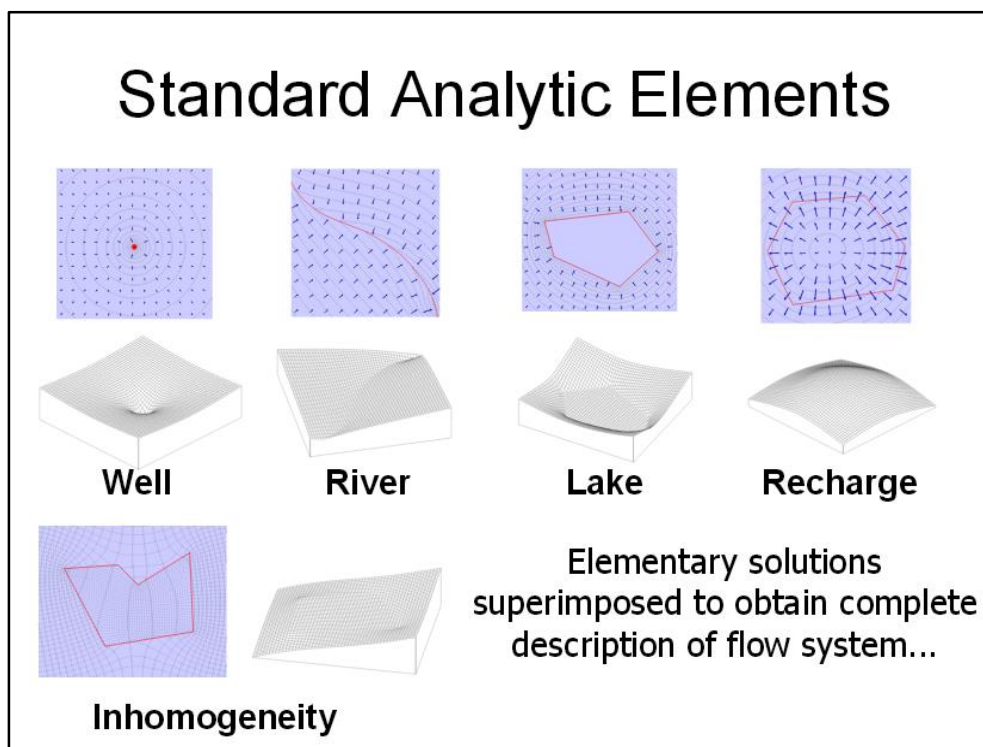 Standard Analytic Elements
Well
River
Lake
Recharge
Elementary solutions
superimposed to obtain complete
description of flow system...
Inhomogeneity